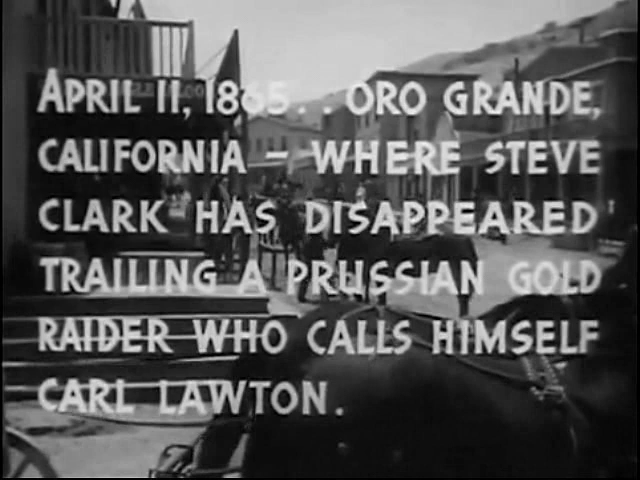 APRIL 11, 1865.. ORO GRANDE,
CALIFORNIA – WHERE STEVE
CLARK HAS DISAPPEARED
TRAILING A PRUSSIAN GOLD
RAIDER WHO CALLS HIMSELF
CARL LAWTON.